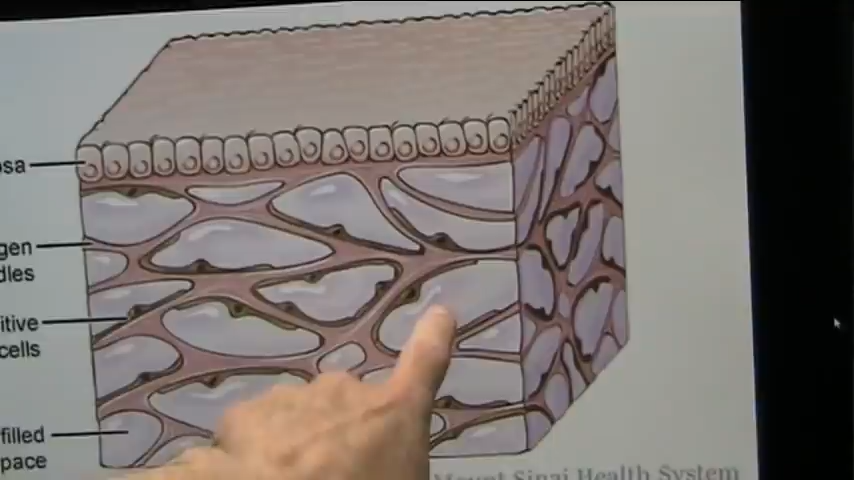 osa
gen
dles
itive
cells
filled
pace
Mount Sinai Health System